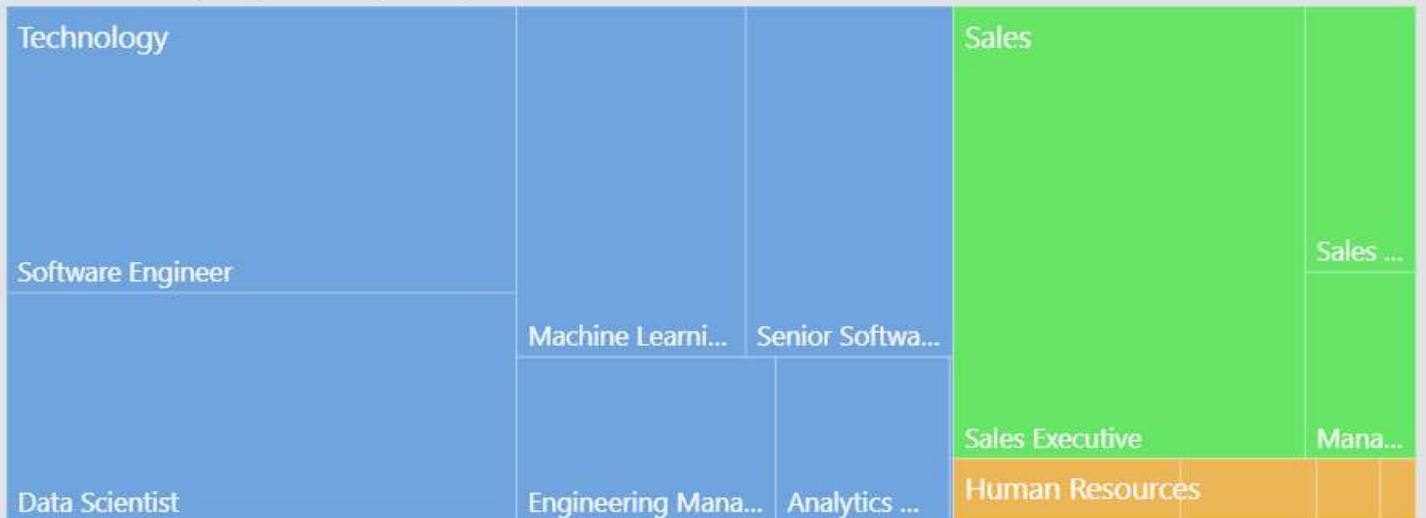 Technology
Sales
Sales ...
Software Engineer
Machine Learni...
Senior Softwa...
Sales Executive
Mana...
Human Resources
Data Scientist
Engineering Mana...
Analytics ...